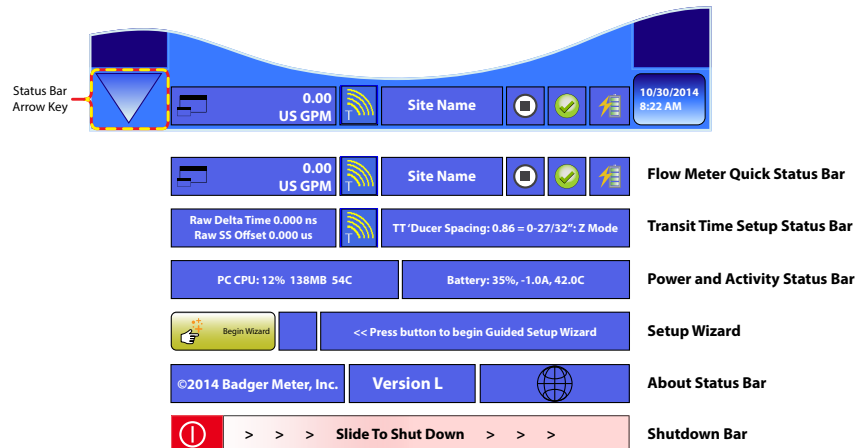 Status Bar
Arrow Key
0.00
US GPM
T
Site Name
10/30/2014
8:22 AM
0.00
US GPM
T
Site Name
Flow Meter Quick Status Bar
Raw Delta Time 0.000 ns
Raw SS Offset 0.000 us
T
TT ‘Ducer Spacing: 0.86 = 0-27/32”: Z Mode
Transit Time Setup Status Bar
PC CPU: 12% 138MB 54C
Battery: 35%, -1.0A, 42.0C
Power and Activity Status Bar
Begin Wizard
<< Press button to begin Guided Setup Wizard
Setup Wizard
©2014 Badger Meter, Inc.
Version L
About Status Bar
> > > Slide To Shut Down > > >
Shutdown Bar